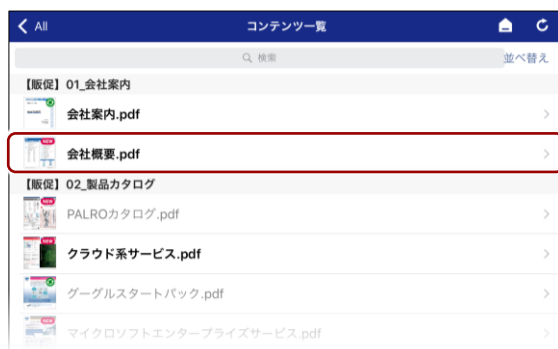 All コンテンツ一覧
検索 並べ替え
【販促】01_会社案内
会社案内.pdf
NEW 会社概要.pdf
【販促】02_製品カタログ
NEW PALROカタログ.pdf
NEW クラウド系サービス.pdf
グーグルスタートパック.pdf
NEW マイクロソフトエンタープライズサービス.pdf